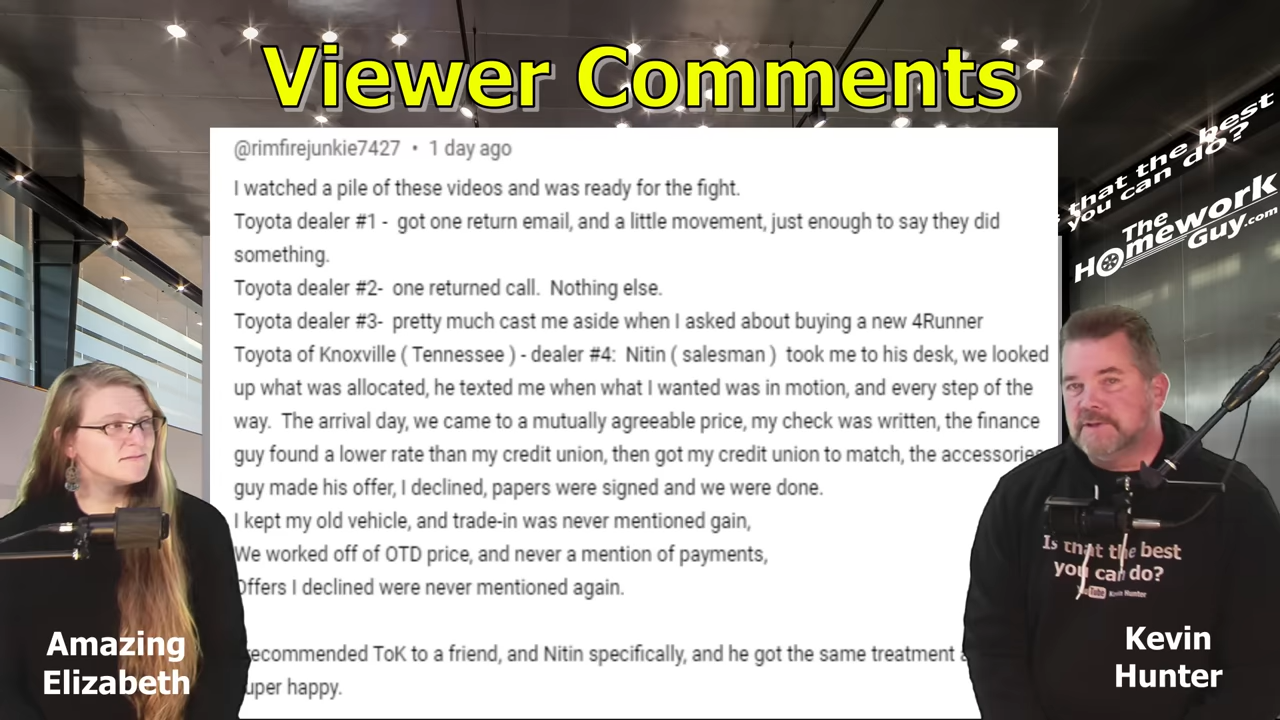 Viewer Comments
@rimfirejunkie7427 • 1 day ago
I watched a pile of these videos and was ready for the fight.
Toyota dealer #1 - got one return email, and a little movement, just enough to say they did
something.
Toyota dealer #2- one returned call. Nothing else.
Toyota dealer #3- pretty much cast me aside when I asked about buying a new 4Runner
Toyota of Knoxville ( Tennessee ) - dealer #4: Nitin ( salesman ) took me to his desk, we looked
up what was allocated, he texted me when what I wanted was in motion, and every step of the
way. The arrival day, we came to a mutually agreeable price, my check was written, the finance
guy found a lower rate than my credit union, then got my credit union to match, the accessories
guy made his offer, I declined, papers were signed and we were done.
I kept my old vehicle, and trade-in was never mentioned gain,
We worked off of OTD price, and never a mention of payments,
Offers I declined were never mentioned again.
recommended ToK to a friend, and Nitin specifically, and he got the same treatment
super happy.
that the best
you can do?
The
Homework
Guy.com
Is that the best
you can do?
YouTube Kevin Hunter
Amazing
Elizabeth
Kevin
Hunter